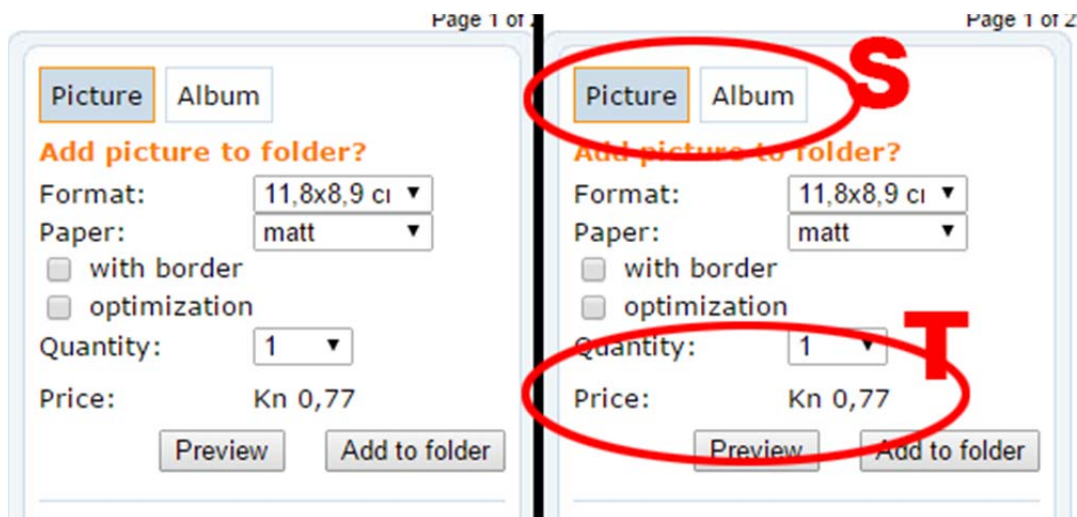 Page 1 of 2
Picture Album
Add picture to folder?
Format: 11,8x8,9 cı
Paper: matt
with border
optimization
Quantity: 1
Price: Kn 0,77
Preview Add to folder
Page 1 of 2
Picture Album S
Add picture to folder?
Format: 11,8x8,9 cı
Paper: matt
with border
optimization
T
Quantity: 1
Price: Kn 0,77
Preview Add to folder